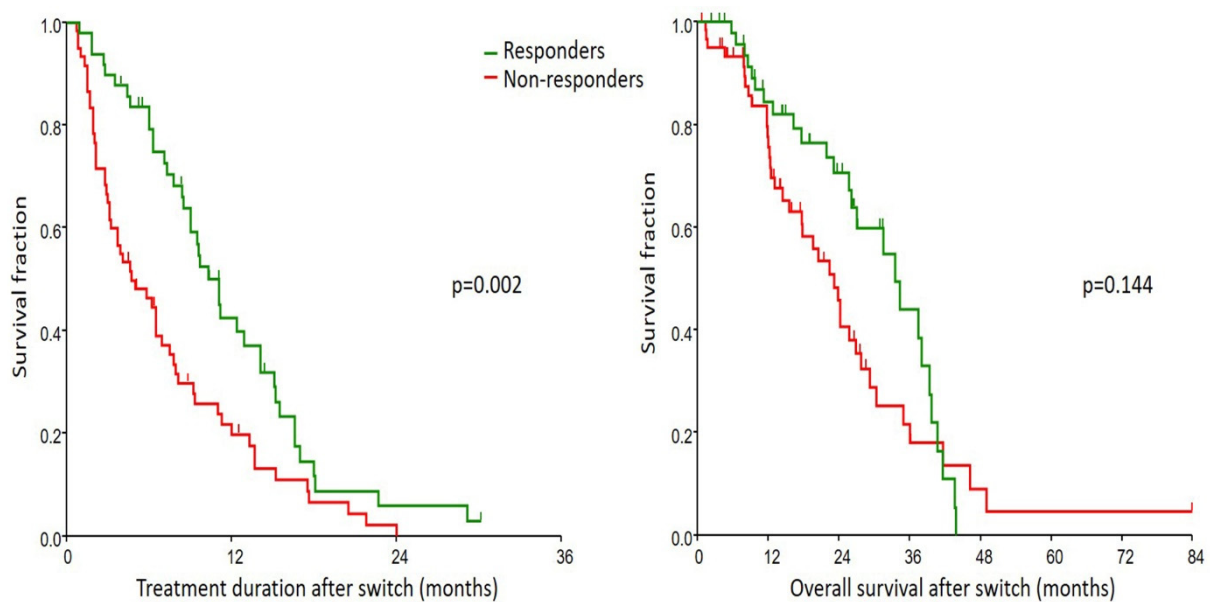 1.0
0.8
0.6
0.4
0.2
0.0
Survival fraction
Responders
Non-responders
p=0.002
0 12 24 36
Treatment duration after switch (months)
1.0
0.8
0.6
0.4
0.2
0.0
Survival fraction
p=0.144
0 12 24 36 48 60 72 84
Overall survival after switch (months)